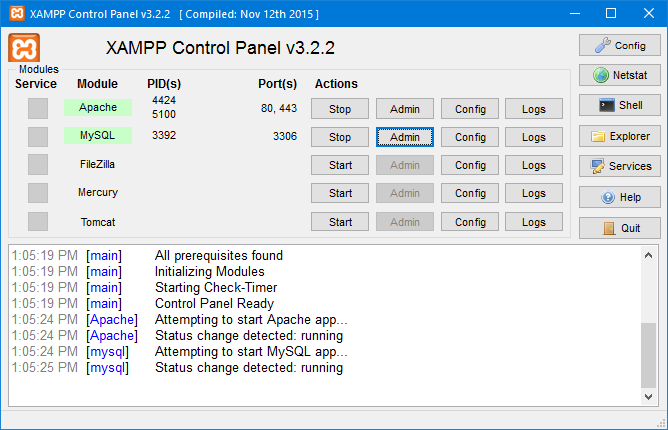 XAMPP Control Panel v3.2.2 [ Compiled: Nov 12th 2015 ]
XAMPP Control Panel v3.2.2
Config
Modules
Service Module PID(s) Port(s) Actions
Netstat
Apache 4424 5100 80, 443 Stop Admin Config Logs
Shell
MySQL 3392 3306 Stop Admin Config Logs
Explorer
FileZilla Start Admin Config Logs
Services
Mercury Start Admin Config Logs
Help
Tomcat Start Admin Config Logs
Quit
1:05:19 PM [main] All prerequisites found
1:05:19 PM [main] Initializing Modules
1:05:19 PM [main] Starting Check-Timer
1:05:19 PM [main] Control Panel Ready
1:05:24 PM [Apache] Attempting to start Apache app...
1:05:24 PM [Apache] Status change detected: running
1:05:24 PM [mysql] Attempting to start MySQL app...
1:05:25 PM [mysql] Status change detected: running